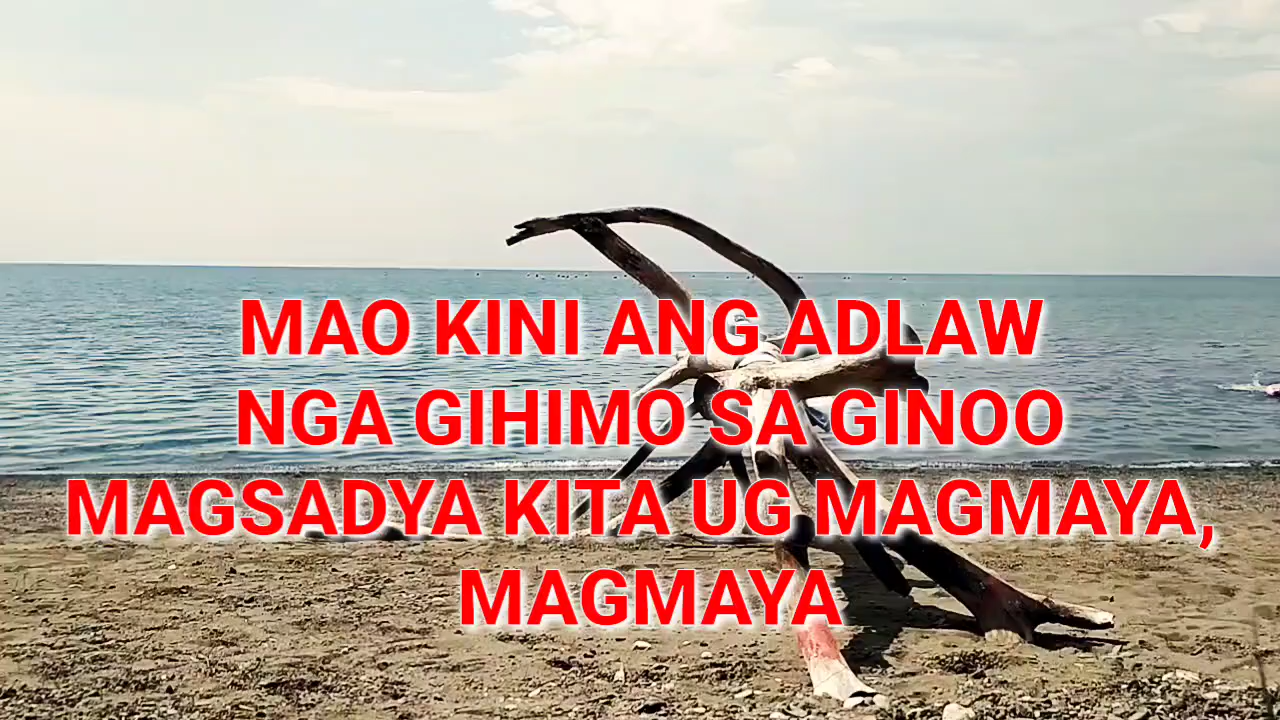 MAO KINI ANG ADLAW
NGA GIHIMO SA GINOO
MAGSADYA KITA UG MAGMAYA,
MAGMAYA